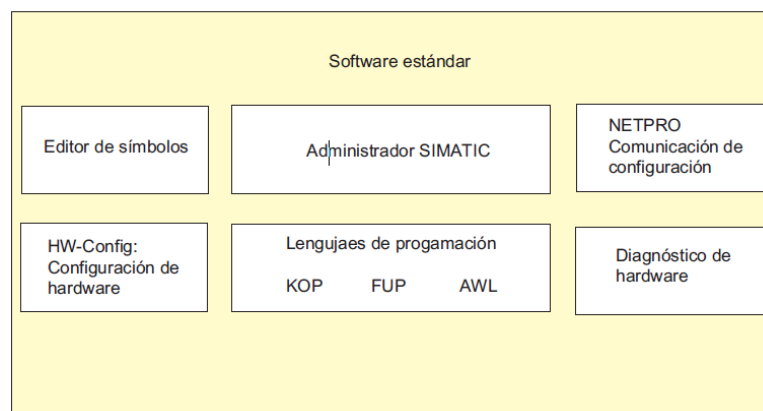 Software estándar
Editor de símbolos
Administrador SIMATIC
NETPRO
Comunicación de
configuración
HW-Config:
Configuración de
hardware
Lengujaes de progamación
KOP FUP AWL
Diagnóstico de
hardware